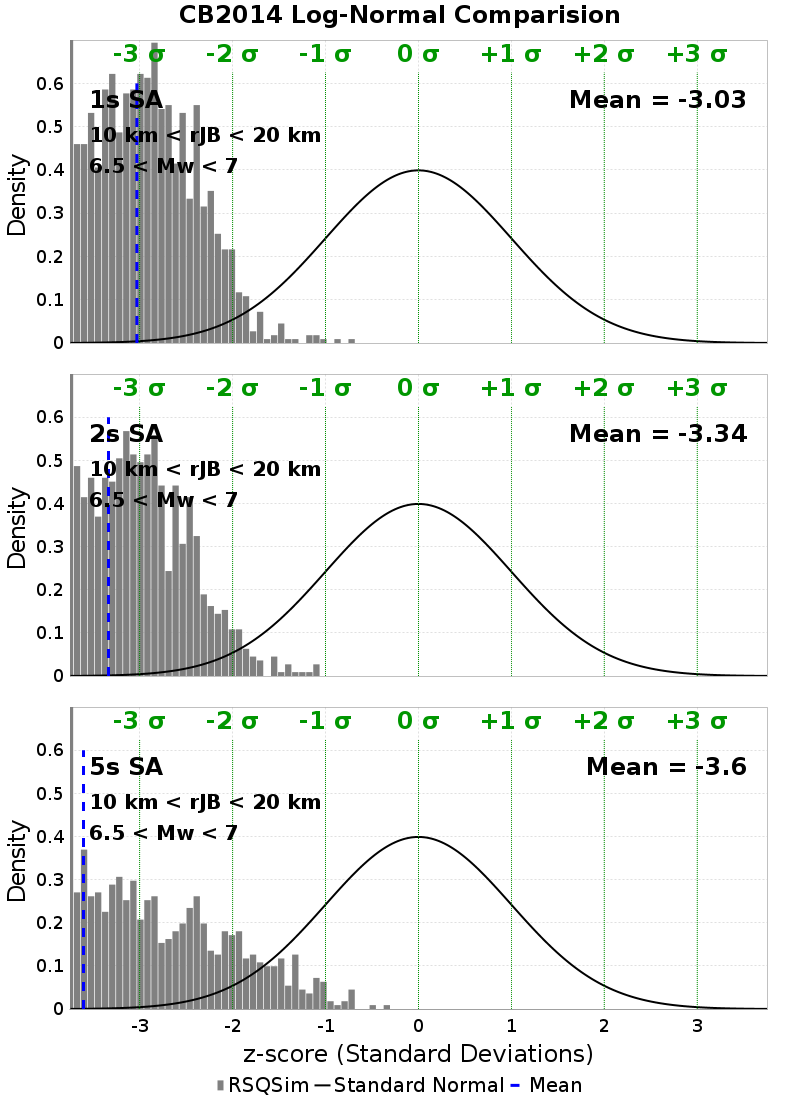 CB2014 Log-Normal Comparision
-3 σ -2 σ -1 σ 0 σ +1 σ +2 σ +3 σ
1s SA
Mean = -3.03
10 km < rJB < 20 km
6.5 < Mw < 7
Density
0.6
0.5
0.4
0.3
0.2
0.1
0
-3 σ -2 σ -1 σ 0 σ +1 σ +2 σ +3 σ
2s SA
Mean = -3.34
10 km < rJB < 20 km
6.5 < Mw < 7
Density
0.6
0.5
0.4
0.3
0.2
0.1
0
-3 σ -2 σ -1 σ 0 σ +1 σ +2 σ +3 σ
5s SA
Mean = -3.6
10 km < rJB < 20 km
6.5 < Mw < 7
Density
0.6
0.5
0.4
0.3
0.2
0.1
0
-3 -2 -1 0 1 2 3
z-score (Standard Deviations)
RSQSim Standard Normal Mean